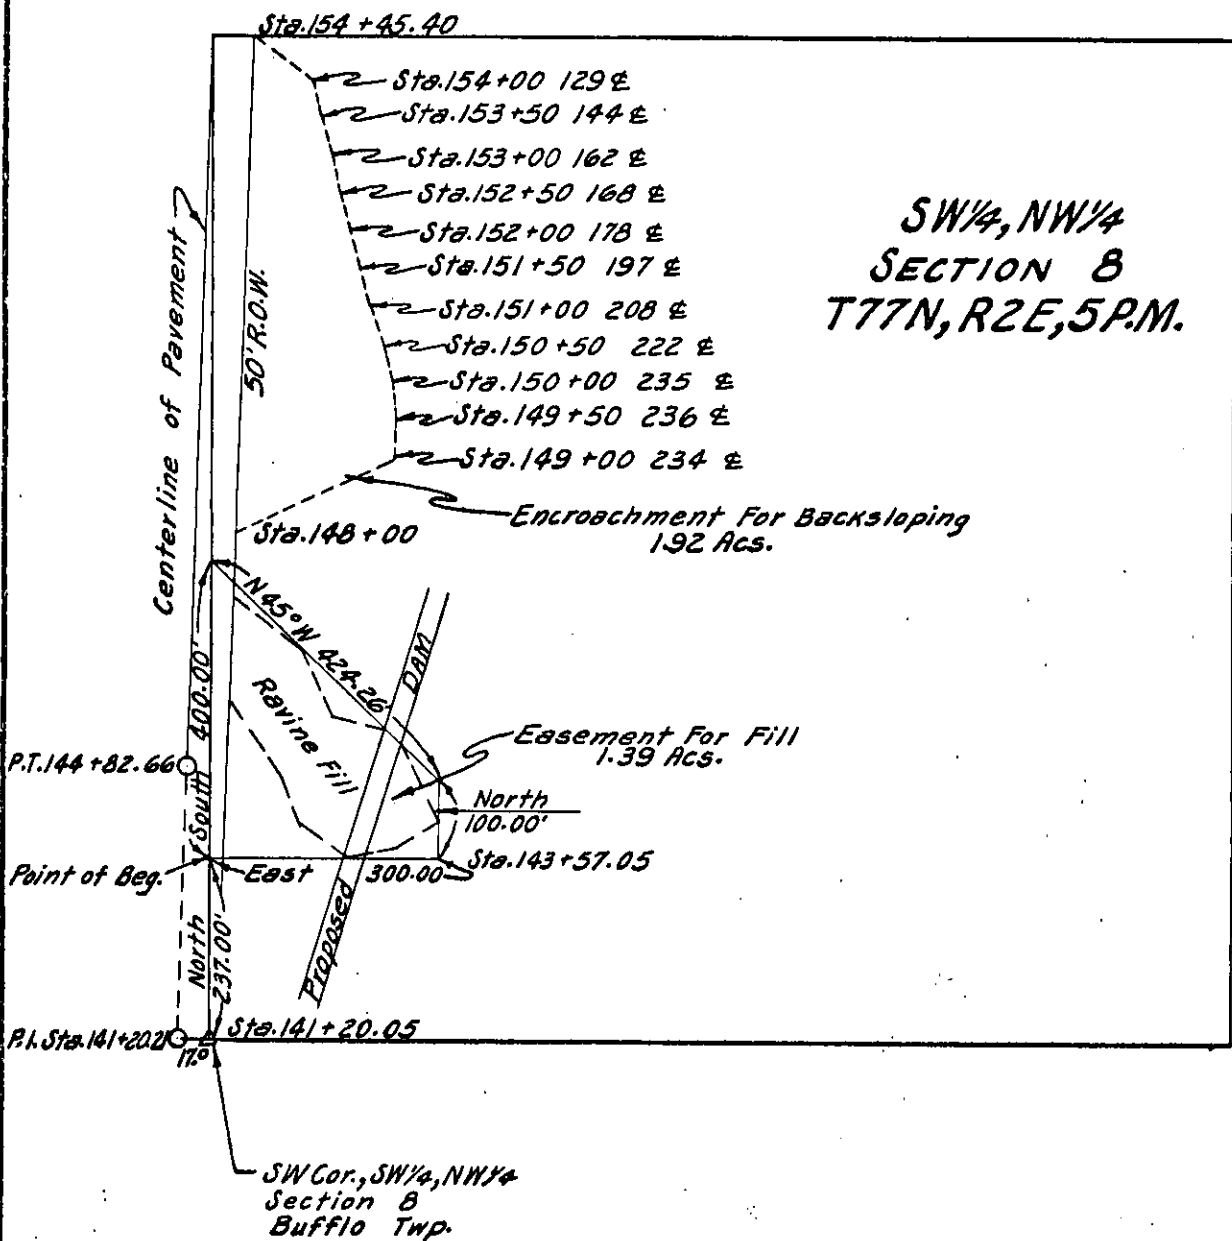 Sta.154+45.40
Sta.154+00 129 ℄
Sta.153+50 144 ℄
Sta.153+00 162 ℄
Sta.152+50 168 ℄
Sta.152+00 178 ℄
Sta.151+50 197 ℄
Sta.151+00 208 ℄
Sta.150+50 222 ℄
Sta.150+00 235 ℄
Sta.149+50 236 ℄
Sta.149+00 234 ℄
SW1/4, NW1/4
SECTION 8
T77N, R2E, 5P.M.
Centerline of Pavement
50' R.O.W.
Encroachment For Backsloping
1.92 Acs.
Sta.148+00
N45°W 424.26'
DAM
Ravine Fill
South 400.00'
P.T.144+82.66
Easement For Fill
1.39 Acs.
North
100.00'
Sta.143+57.05
Point of Beg.
East 300.00
Proposed
North
237.00'
P.I. Sta.141+20.21
Sta.141+20.05
17.0
SW Cor., SW1/4, NW1/4
Section 8
Bufflo Twp.